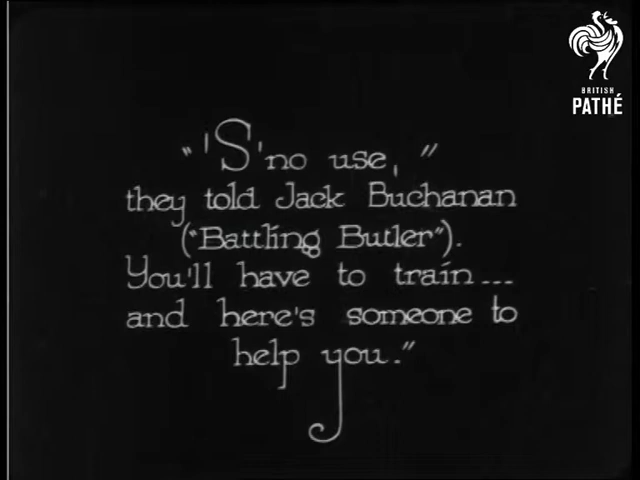 BRITISH
PATHÉ
"'S'no use,"
they told Jack Buchanan
("Battling Butler").
You'll have to train...
and here's someone to
help you."